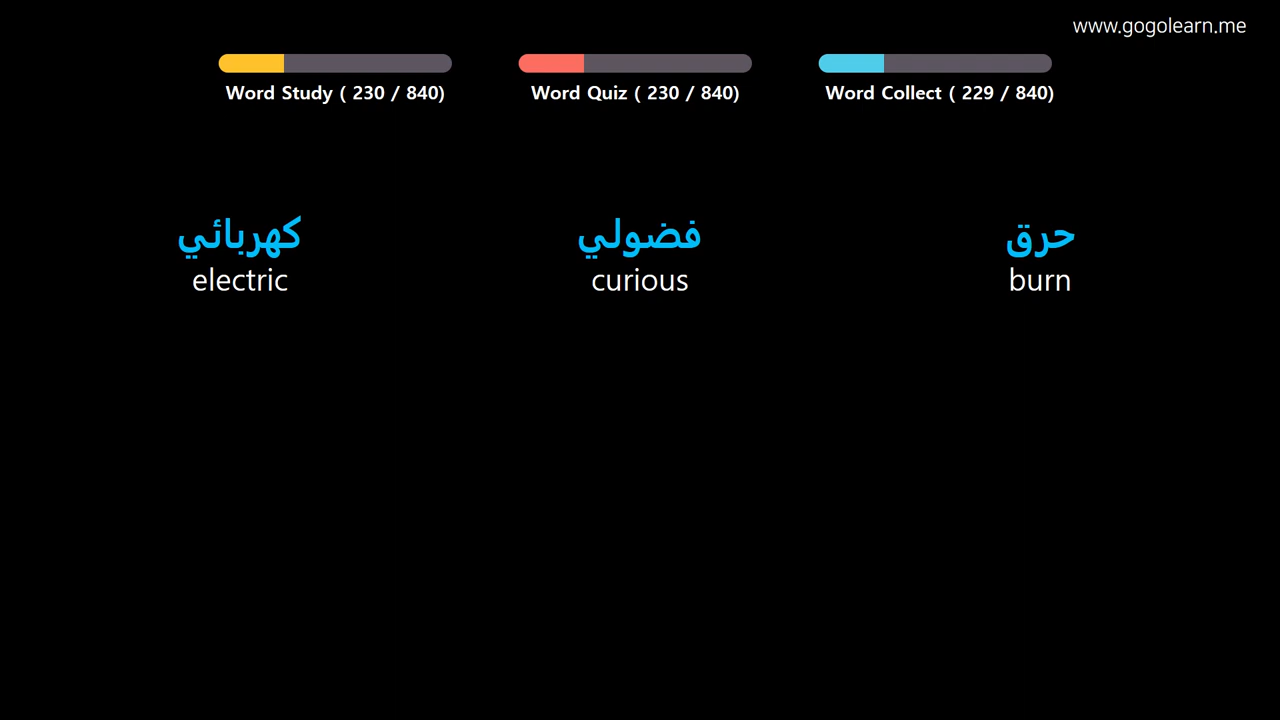 www.gogolearn.me
Word Study ( 230 / 840)
Word Quiz ( 230 / 840)
Word Collect ( 229 / 840)
كهربائي
electric
فضولي
curious
حرق
burn